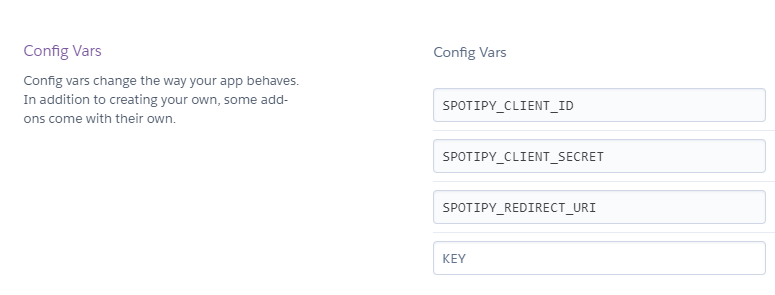 Config Vars
Config vars change the way your app behaves.
In addition to creating your own, some add-
ons come with their own.
Config Vars
SPOTIPY_CLIENT_ID
SPOTIPY_CLIENT_SECRET
SPOTIPY_REDIRECT_URI
KEY